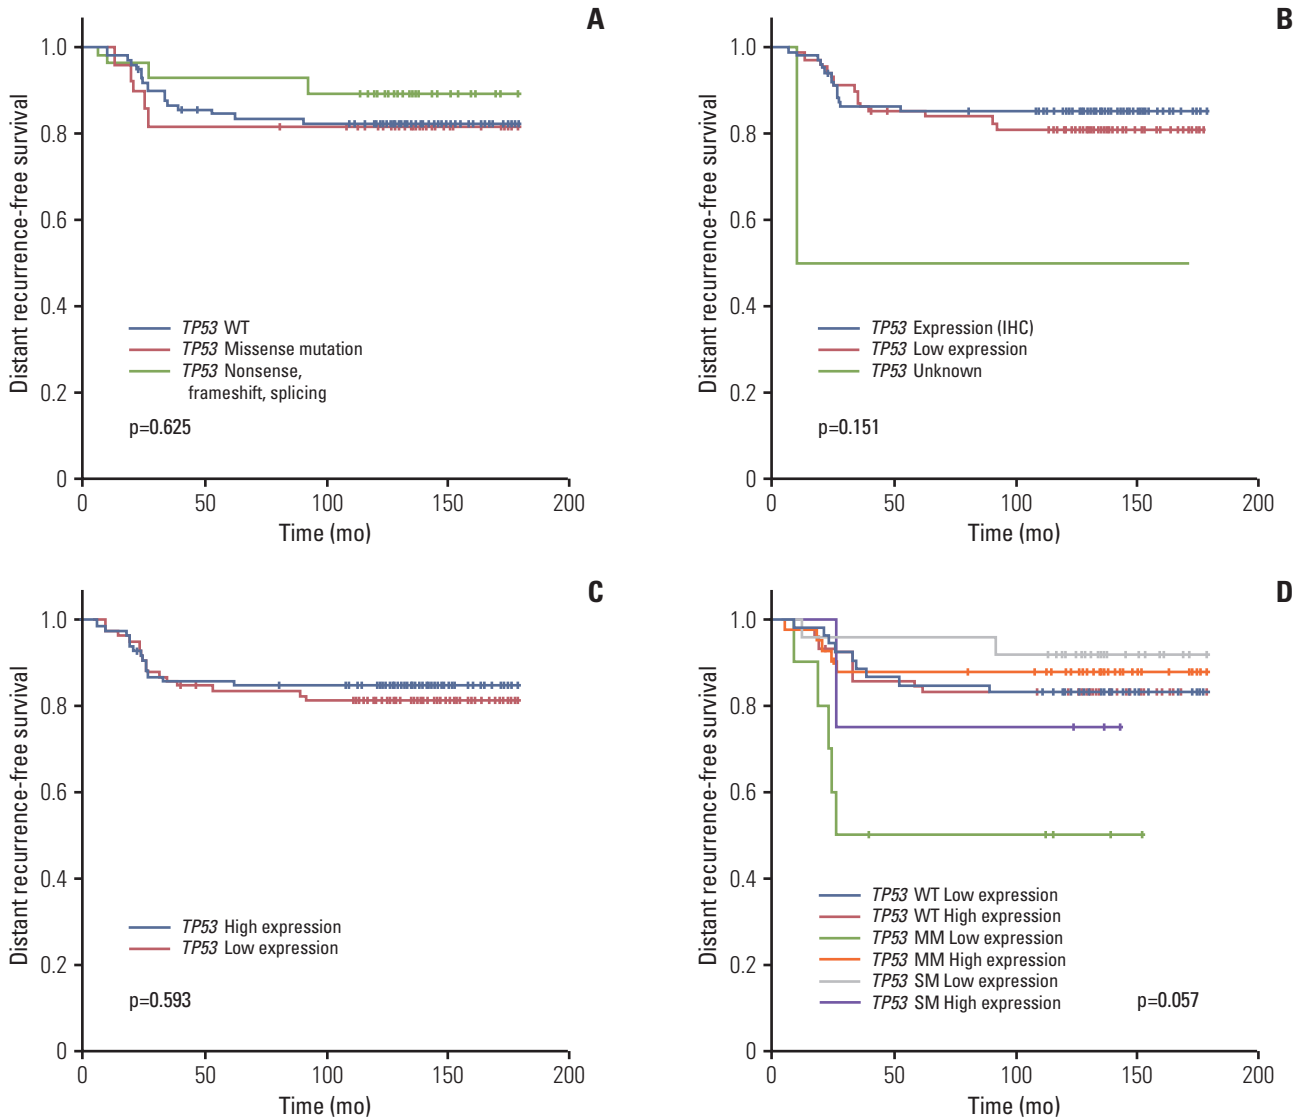 A
Distant recurrence-free survival
1.0
0.8
0.6
0.4
0.2
0
TP53 WT
TP53 Missense mutation
TP53 Nonsense,
frameshift, splicing
p=0.625
0 50 100 150 200
Time (mo)
B
Distant recurrence-free survival
1.0
0.8
0.6
0.4
0.2
0
TP53 Expression (IHC)
TP53 Low expression
TP53 Unknown
p=0.151
0 50 100 150 200
Time (mo)
C
Distant recurrence-free survival
1.0
0.8
0.6
0.4
0.2
0
TP53 High expression
TP53 Low expression
p=0.593
0 50 100 150 200
Time (mo)
D
Distant recurrence-free survival
1.0
0.8
0.6
0.4
0.2
0
TP53 WT Low expression
TP53 WT High expression
TP53 MM Low expression
TP53 MM High expression
TP53 SM Low expression
TP53 SM High expression
p=0.057
0 50 100 150 200
Time (mo)